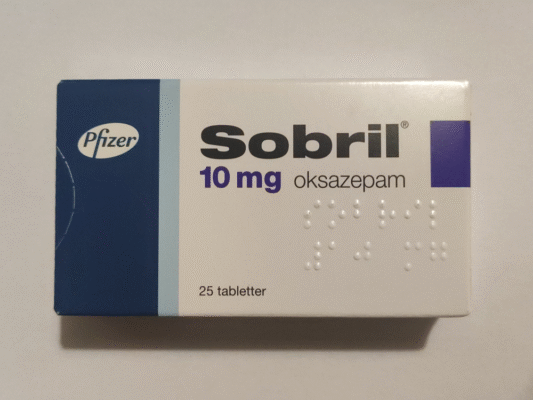 Pfizer
Sobril®
10 mg oksazepam
25 tabletter